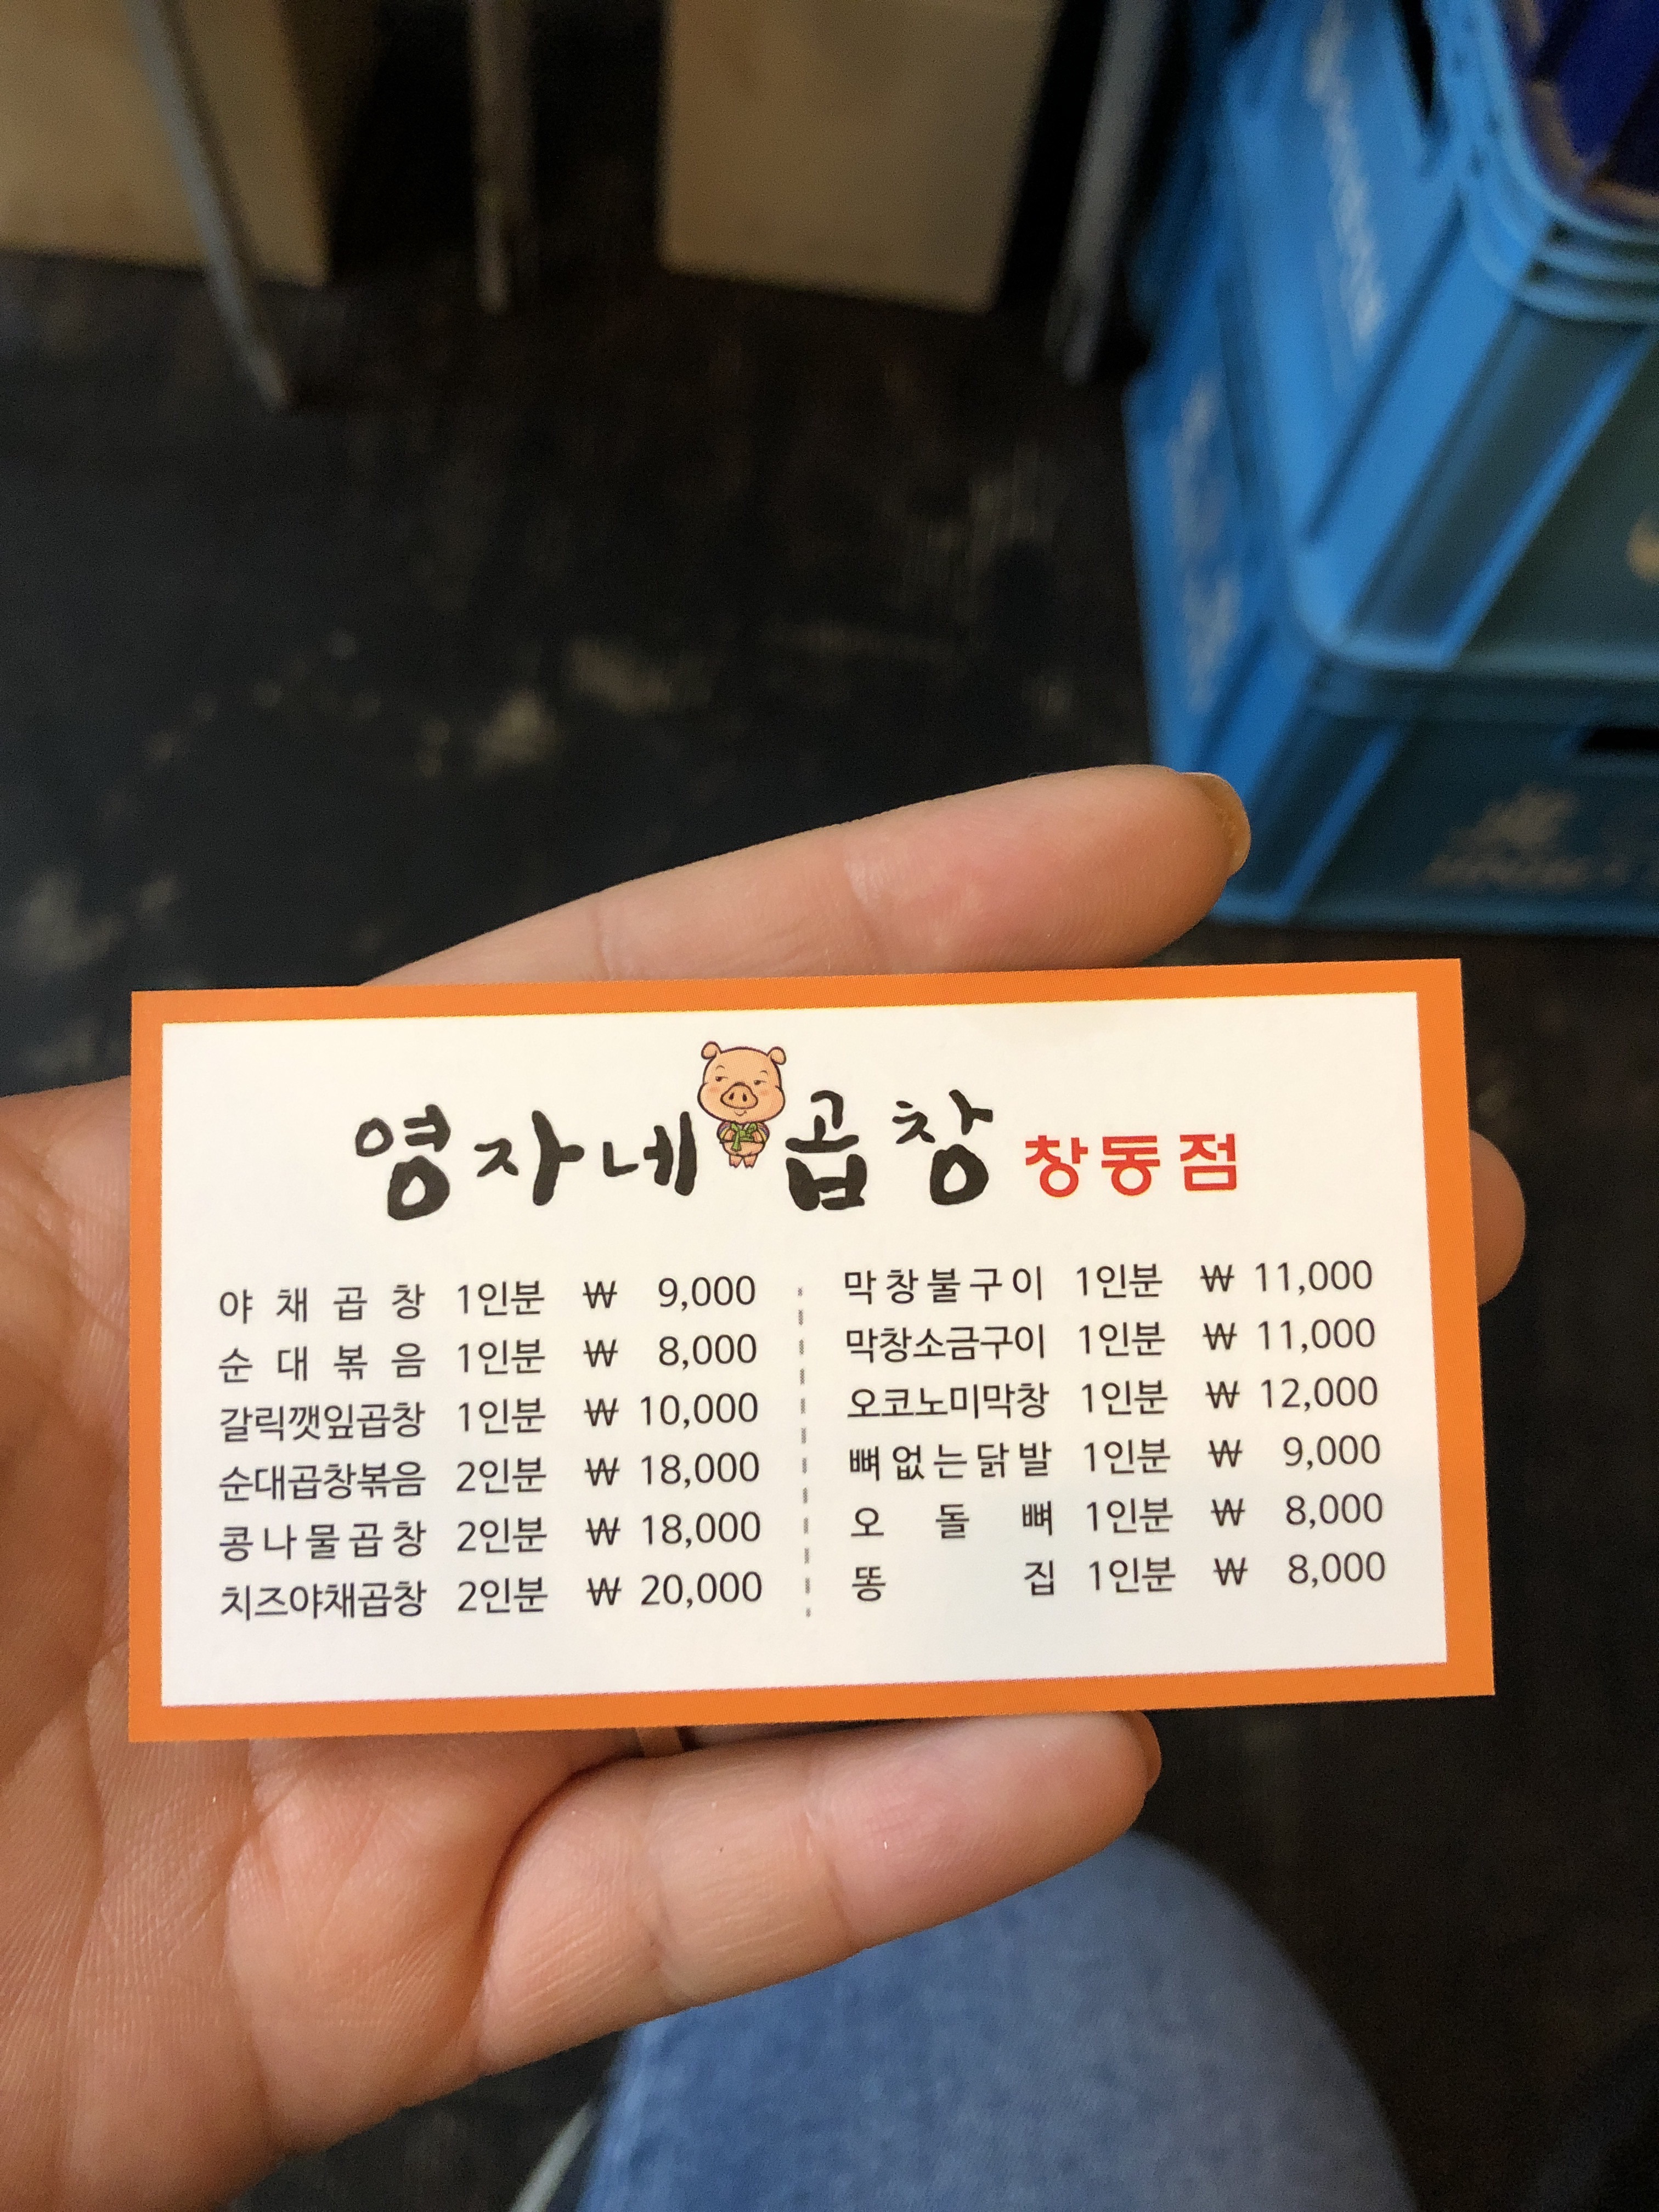 영자네곱창 창동점
야채곱창 1인분 ₩ 9,000
순대볶음 1인분 ₩ 8,000
갈릭깻잎곱창 1인분 ₩ 10,000
순대곱창볶음 2인분 ₩ 18,000
콩나물곱창 2인분 ₩ 18,000
치즈야채곱창 2인분 ₩ 20,000
막창불구이 1인분 ₩ 11,000
막창소금구이 1인분 ₩ 11,000
오코노미막창 1인분 ₩ 12,000
뼈없는닭발 1인분 ₩ 9,000
오돌뼈 1인분 ₩ 8,000
똥집 1인분 ₩ 8,000